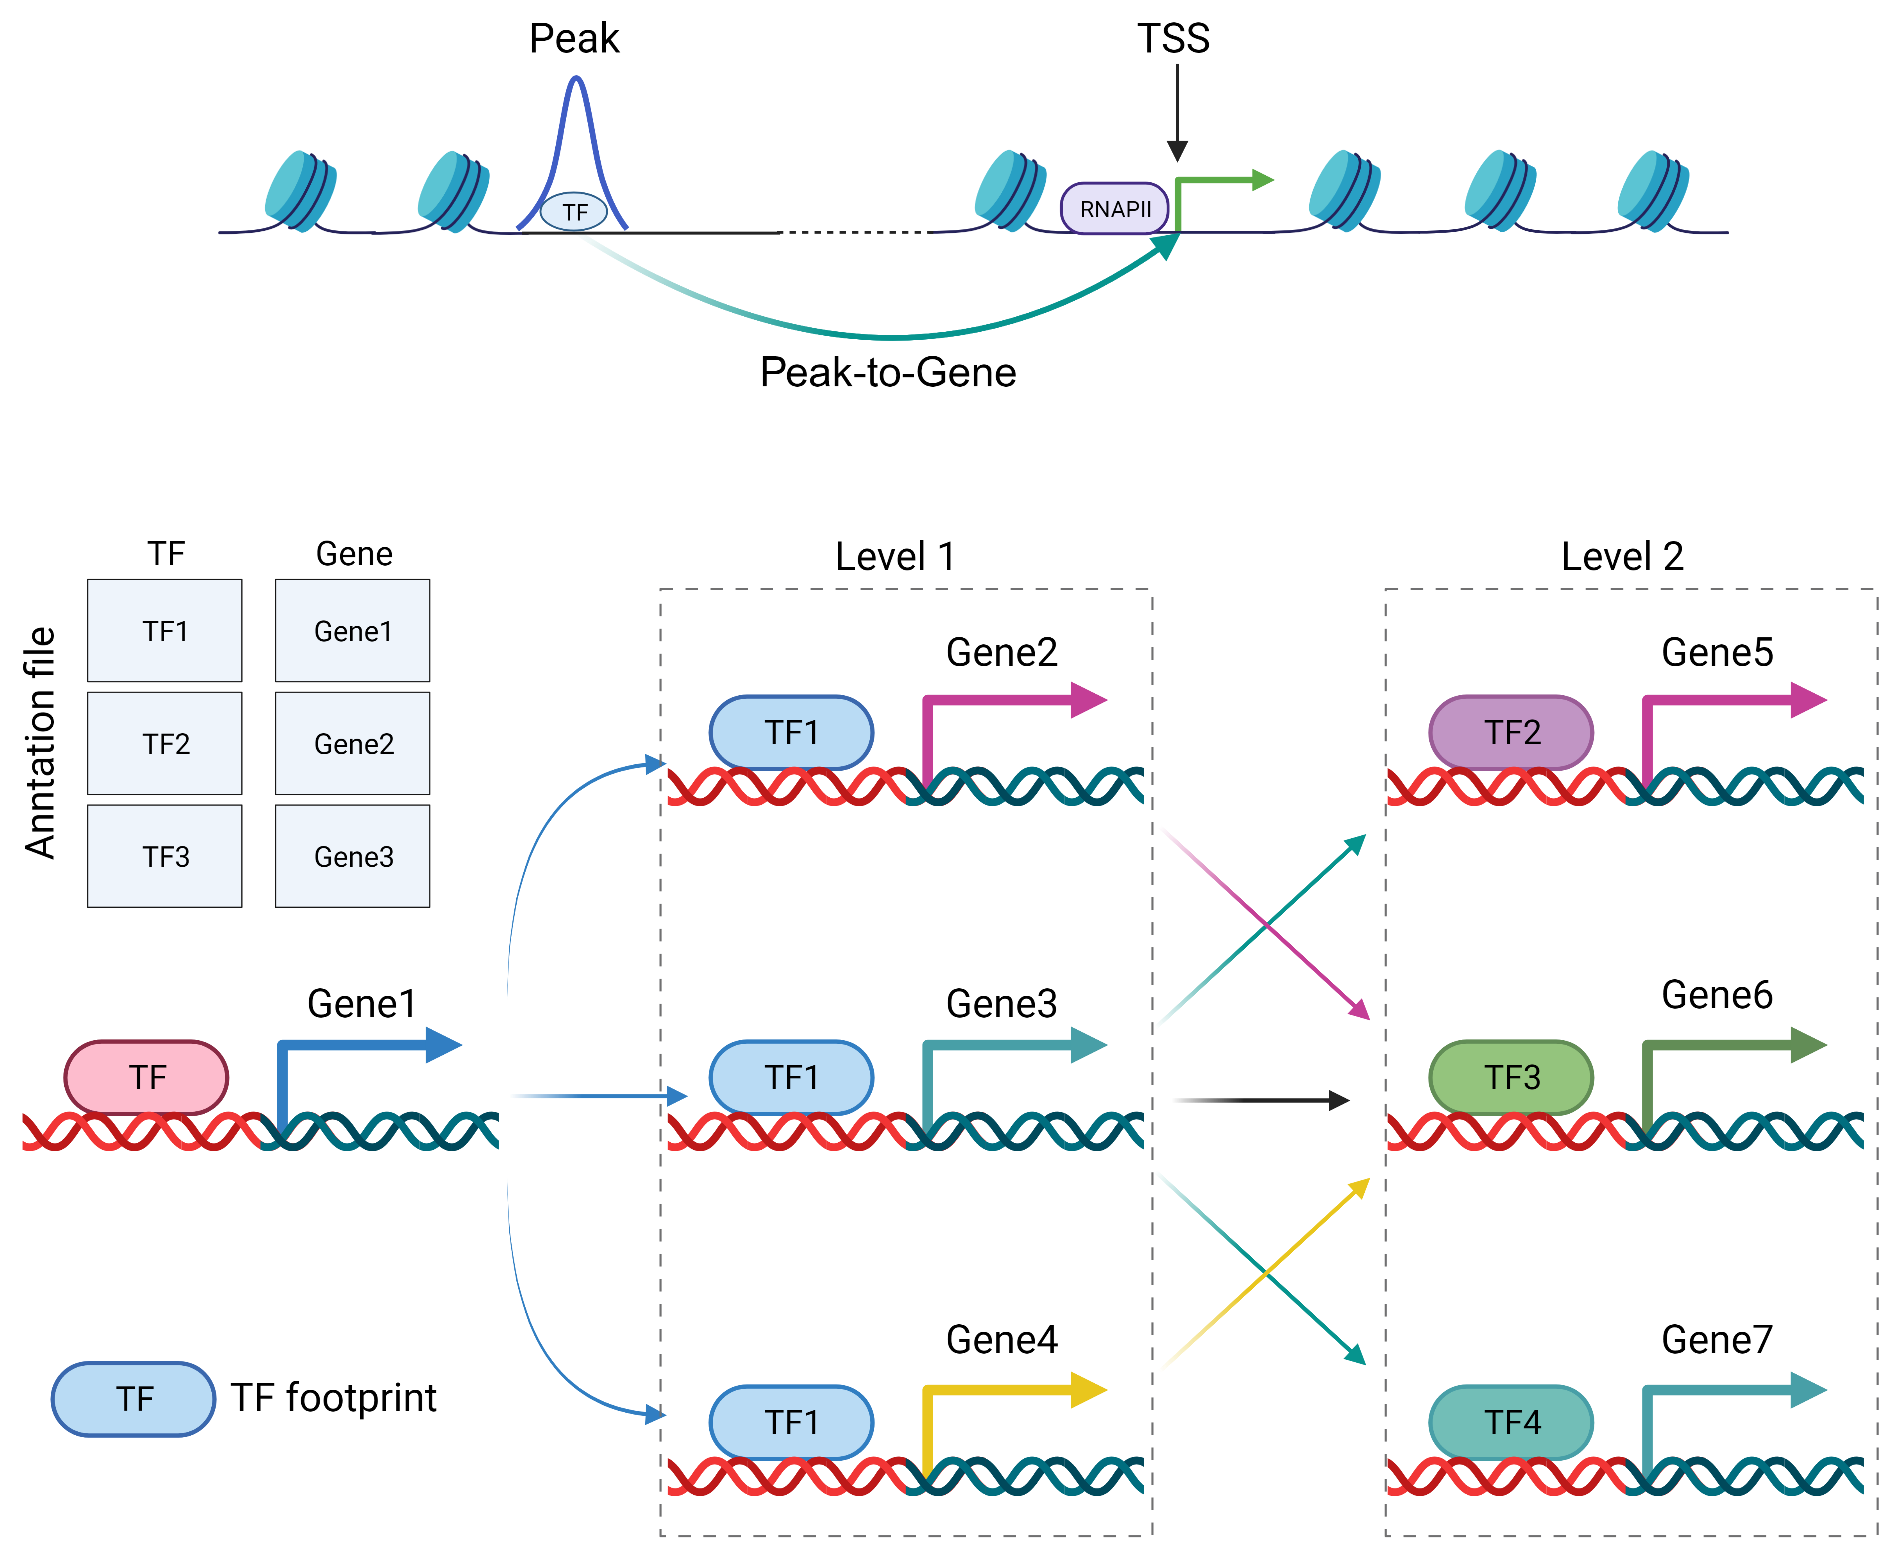 Peak
TSS
TF
RNAPII
Peak-to-Gene
Anntation file
TF Gene
TF1 Gene1
TF2 Gene2
TF3 Gene3
Gene1
TF
TF TF footprint
Level 1
Gene2
TF1
Gene3
TF1
Gene4
TF1
Level 2
Gene5
TF2
Gene6
TF3
Gene7
TF4